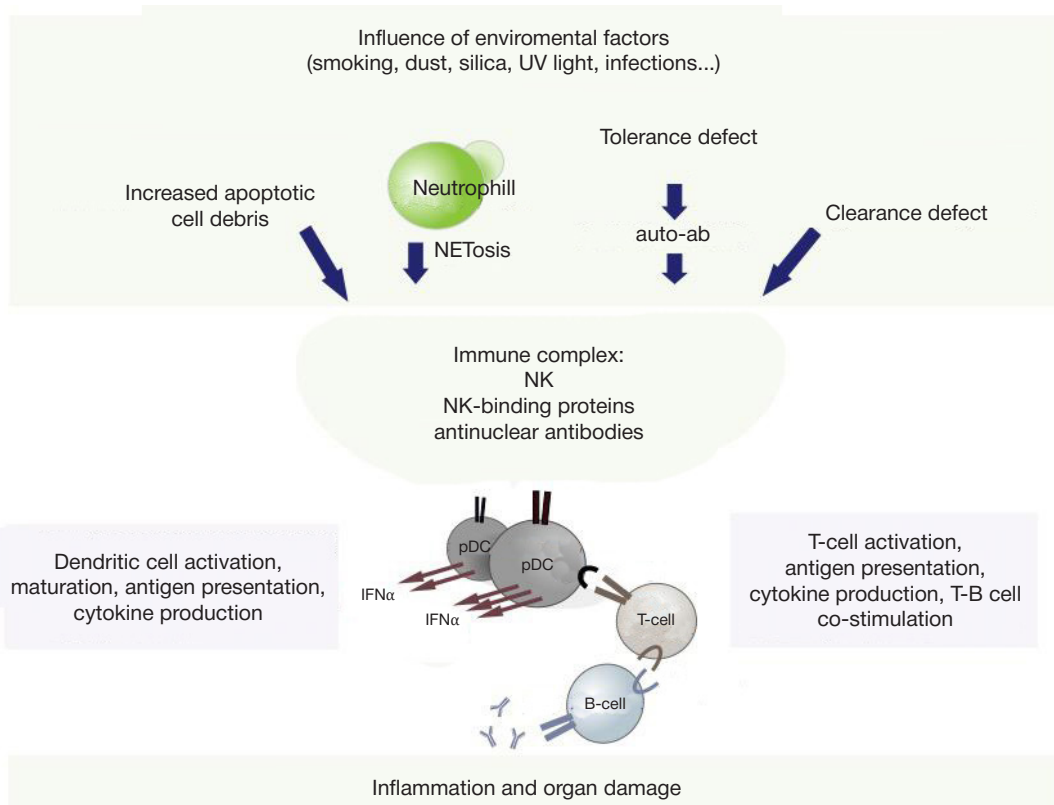 Influence of enviromental factors
(smoking, dust, silica, UV light, infections...)
Tolerance defect
Neutrophill
Increased apoptotic
cell debris
Clearance defect
auto-ab
NETosis
Immune complex:
NK
NK-binding proteins
antinuclear antibodies
Dendritic cell activation,
maturation, antigen presentation,
cytokine production
pDC
pDC
IFNα
IFNα
T-cell
B-cell
T-cell activation,
antigen presentation,
cytokine production, T-B cell
co-stimulation
Inflammation and organ damage